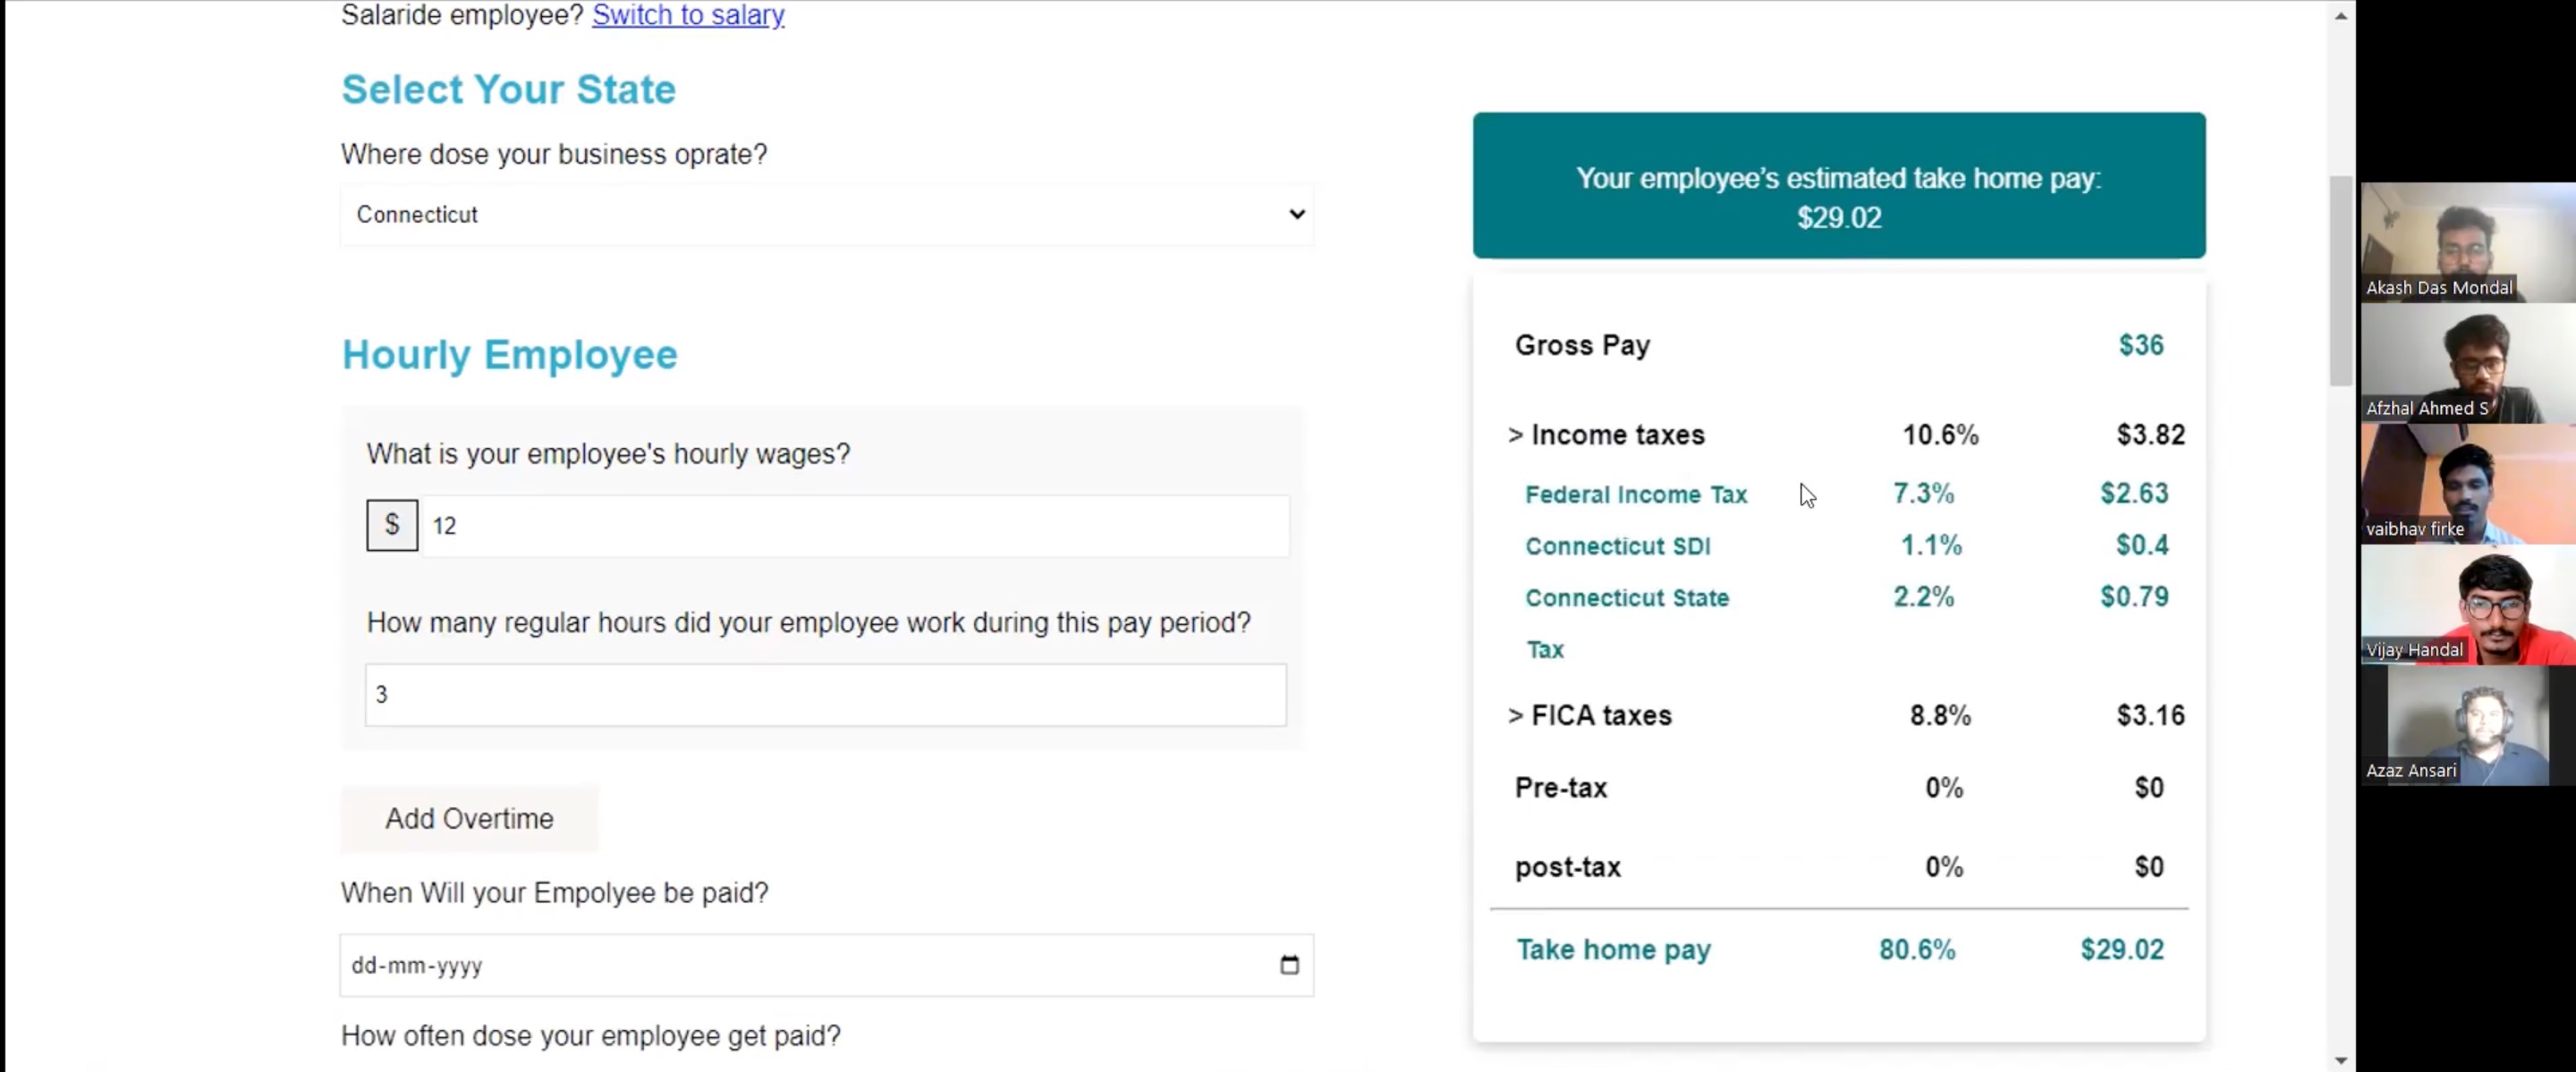 Salaride employee? Switch to salary
Select Your State
Where dose your business oprate?
Connecticut
Hourly Employee
What is your employee's hourly wages?
$ 12
How many regular hours did your employee work during this pay period?
3
Add Overtime
When Will your Empolyee be paid?
dd-mm-yyyy
How often dose your employee get paid?
Your employee's estimated take home pay:
$29.02
Gross Pay $36
> Income taxes 10.6% $3.82
Federal Income Tax 7.3% $2.63
Connecticut SDI 1.1% $0.4
Connecticut State 2.2% $0.79
Tax
> FICA taxes 8.8% $3.16
Pre-tax 0% $0
post-tax 0% $0
Take home pay 80.6% $29.02
Akash Das Mondal
Afzhal Ahmed S
vaibhav firke
Vijay Handal
Azaz Ansari